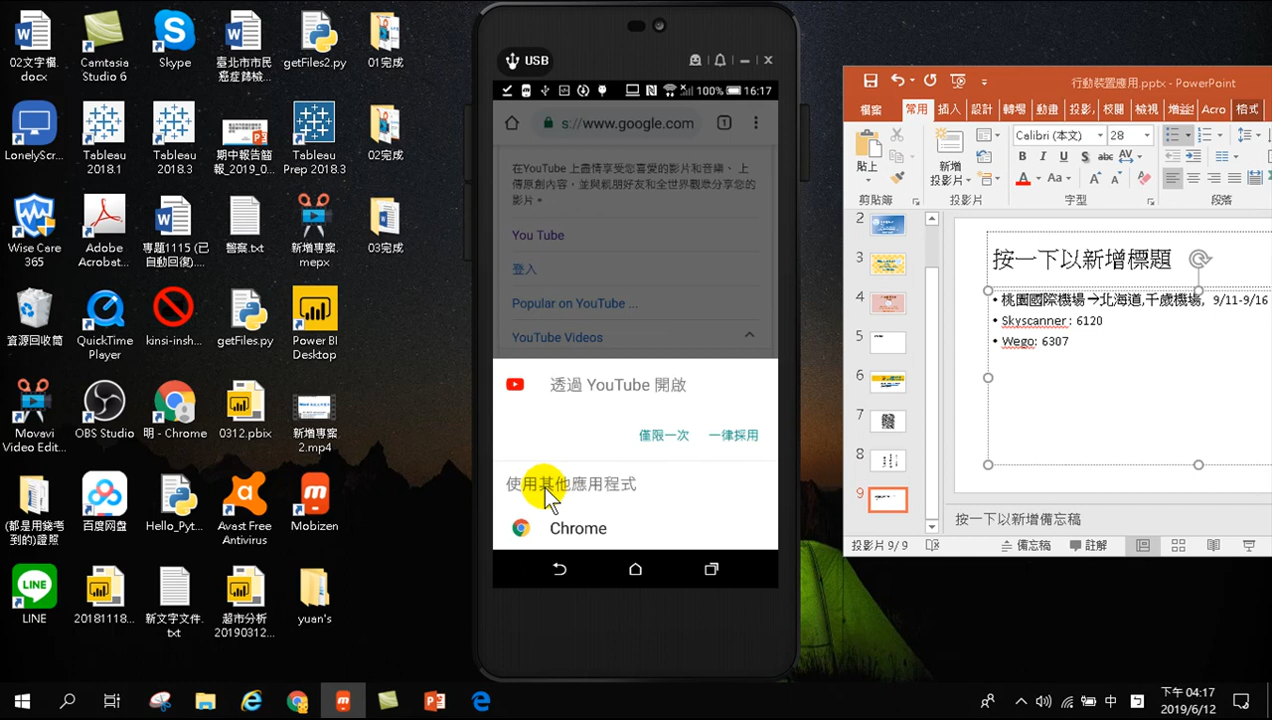 02文字檔.docx
Camtasia Studio 6
Skype
臺北市市民癌症篩檢...
getFiles2.py
01完成
LonelyScr...
Tableau 2018.1
Tableau 2018.3
期中報告簡報_2019_0...
Tableau Prep 2018.3
02完成
Wise Care 365
Adobe Acrobat...
專題1115 (已自動回復)...
警察.txt
新增專案.mepx
03完成
資源回收筒
QuickTime Player
kinsi-insh...
getFiles.py
Power BI Desktop
Movavi Video Edit...
OBS Studio
明 - Chrome
0312.pbix
新增專案 2.mp4
(都是用錢考到的)證照
百度网盘
Hello_Pyt...
Avast Free Antivirus
Mobizen
LINE
20181118...
新文字文件.txt
超市分析 20190312...
yuan's
USB
100% 16:17
s://www.google.com
1
在YouTube 上盡情享受您喜愛的影片和音樂、 上
傳原創內容，並與親朋好友和全世界觀眾分享您的
影片。
You Tube
登入
Popular on YouTube ...
YouTube Videos
透過 YouTube 開啟
僅限一次 一律採用
使用其他應用程式
Chrome
行動裝置應用.pptx - PowerPoint
檔案 常用 插入 設計 轉場 動畫 投影. 校閱 檢視 增益 Acro 格式
貼上
新增投影片
Calibri (本文) 28
B I U S abc AV
A Aa A A
剪貼簿 投影片 字型 段落
2
3
4
5
6
7
8
9
按一下以新增標題
• 桃園國際機場→北海道,千歲機場, 9/11-9/16
• Skyscanner : 6120
• Wego: 6307
按一下以新增備忘稿
投影片 9/9 備忘稿 註解
中
下午 04:17
2019/6/12